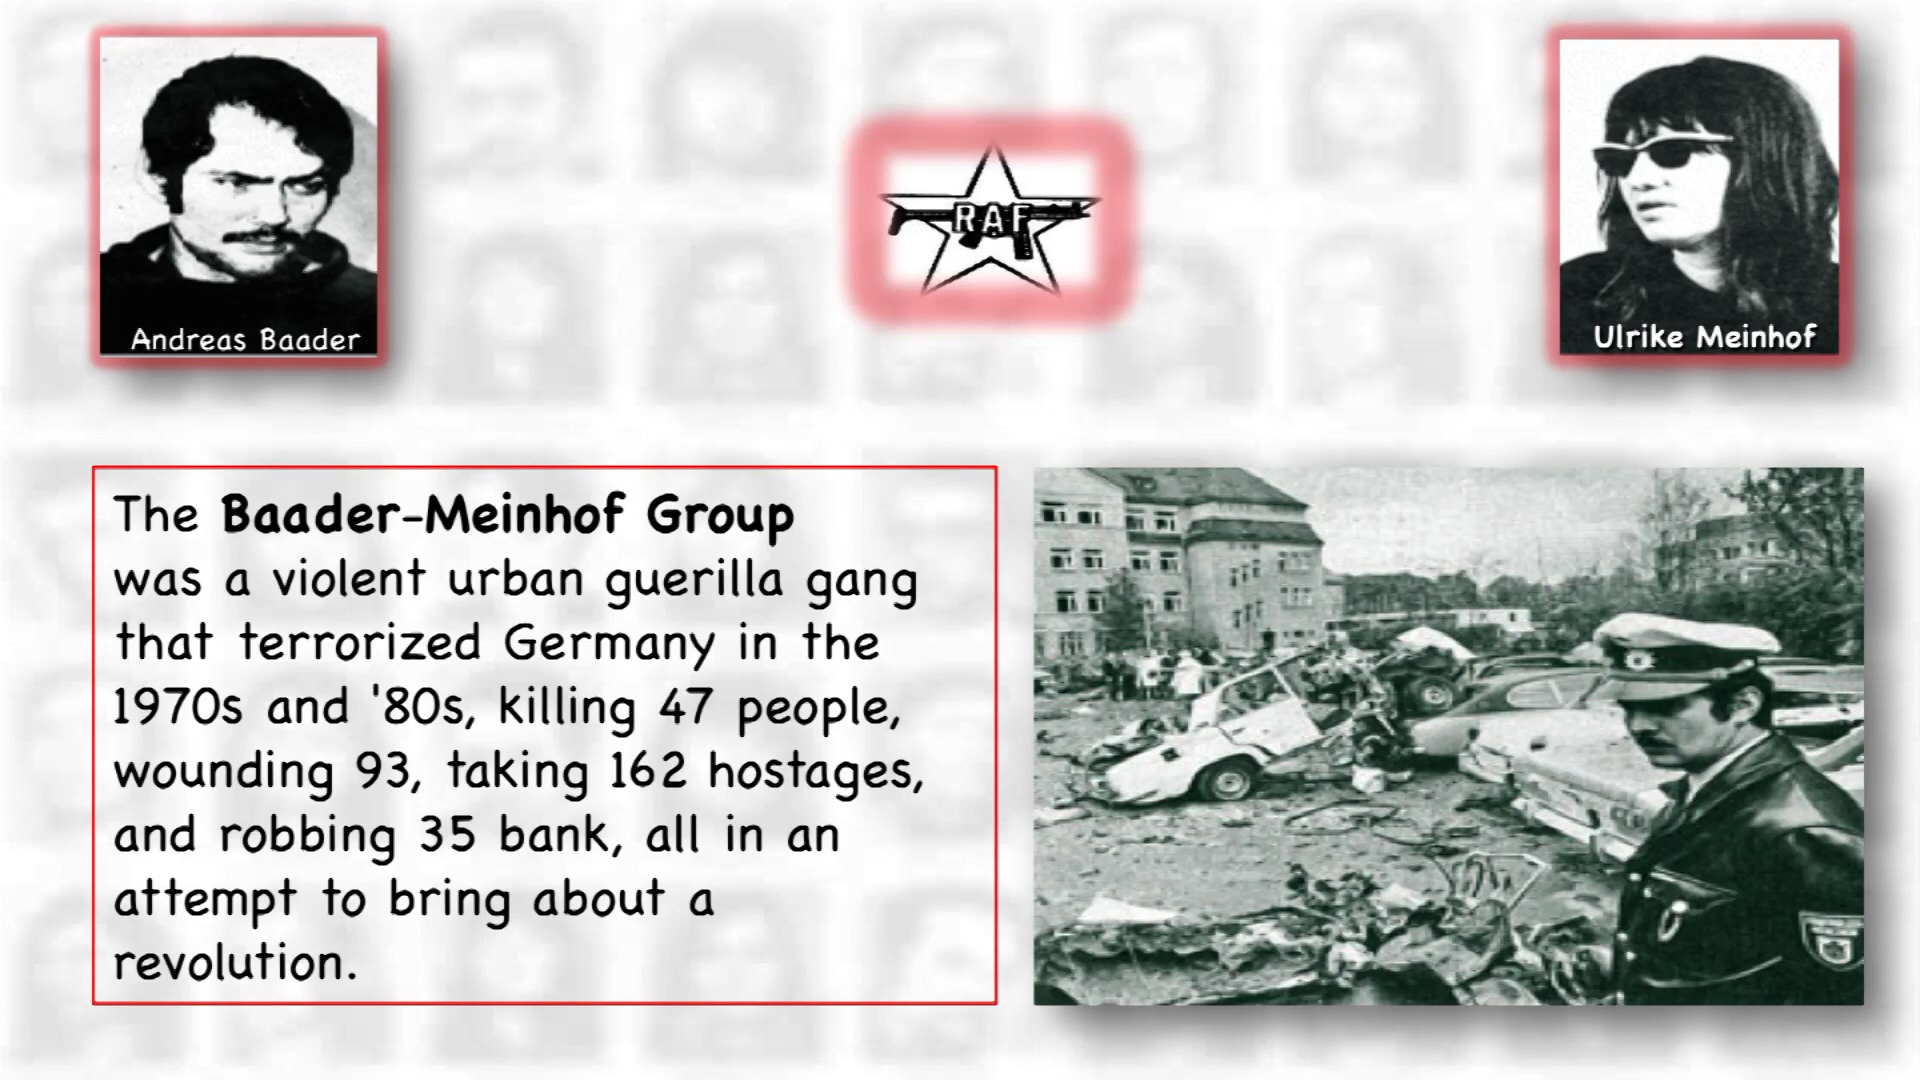 Andreas Baader
RAF
Ulrike Meinhof
The Baader-Meinhof Group
was a violent urban guerilla gang
that terrorized Germany in the
1970s and '80s, killing 47 people,
wounding 93, taking 162 hostages,
and robbing 35 bank, all in an
attempt to bring about a
revolution.